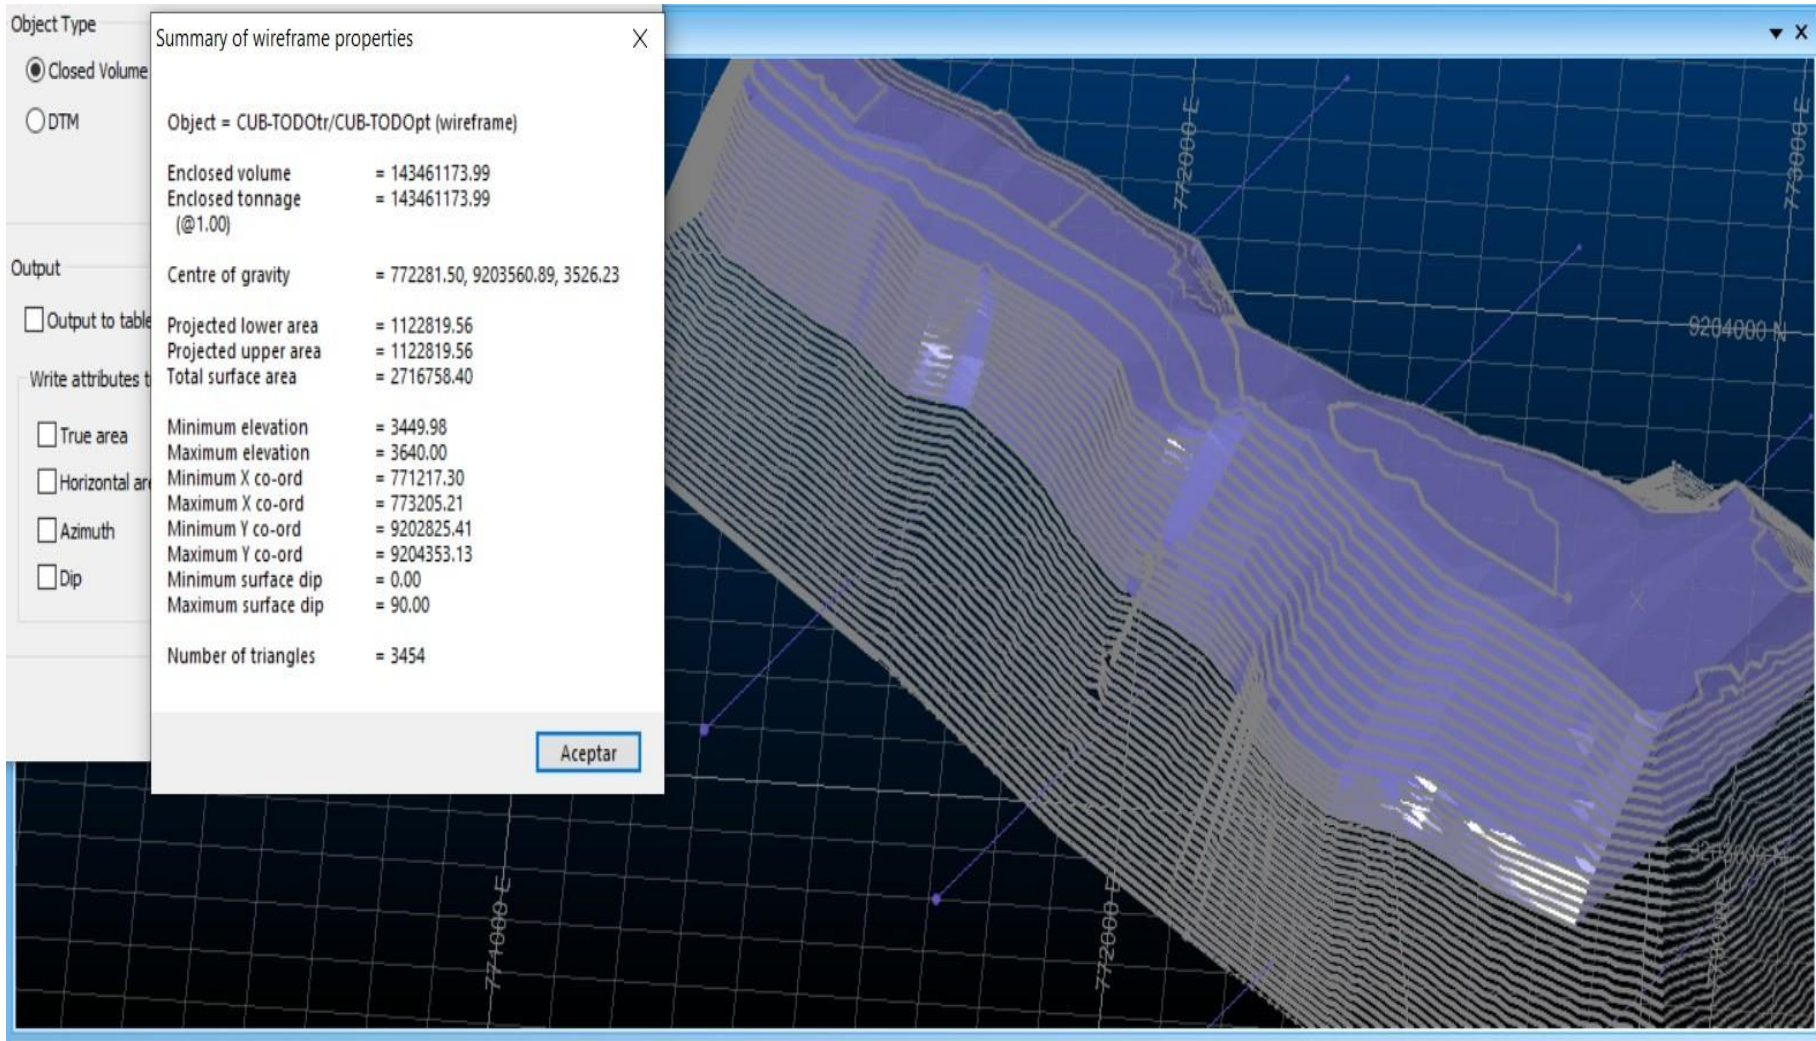 Object Type
Closed Volume
DTM
Output
Output to table
Write attributes t
True area
Horizontal are
Azimuth
Dip
Summary of wireframe properties
Object = CUB-TODOtr/CUB-TODOpt (wireframe)
Enclosed volume = 143461173.99
Enclosed tonnage = 143461173.99
(@1.00)
Centre of gravity = 772281.50, 9203560.89, 3526.23
Projected lower area = 1122819.56
Projected upper area = 1122819.56
Total surface area = 2716758.40
Minimum elevation = 3449.98
Maximum elevation = 3640.00
Minimum X co-ord = 771217.30
Maximum X co-ord = 773205.21
Minimum Y co-ord = 9202825.41
Maximum Y co-ord = 9204353.13
Minimum surface dip = 0.00
Maximum surface dip = 90.00
Number of triangles = 3454
Aceptar
772000 E
773000 E
9204000 N
772000 E